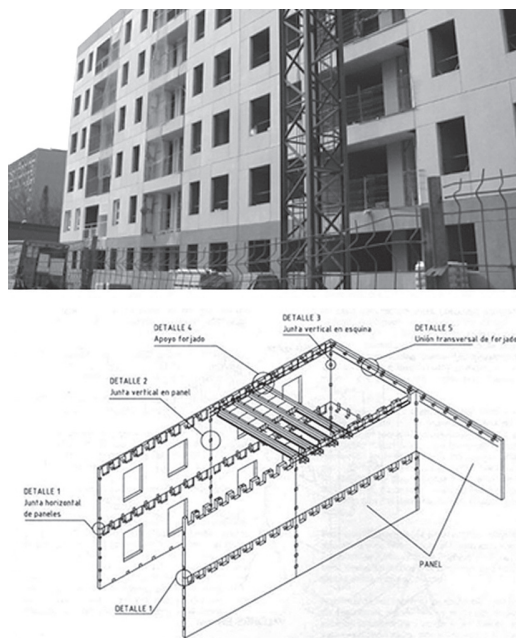 DETALLE 3
Junta vertical en esquina
DETALLE 4
Apoyo forjado
DETALLE 5
Unión transversal de forjado
DETALLE 2
Junta vertical en panel
DETALLE 1
Junta horizontal
de paneles
PANEL
DETALLE 1